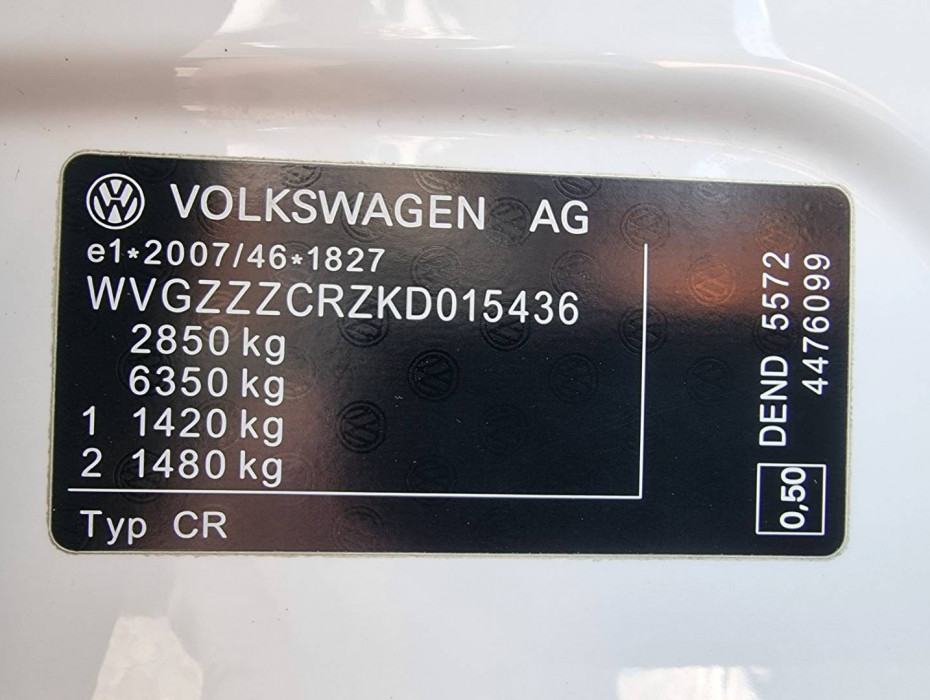 VOLKSWAGEN AG
e1*2007/46*1827
WVGZZZCRZKD015436
2850 kg
6350 kg
1 1420 kg
2 1480 kg
Typ CR
DEND 5572
4476099
0,50